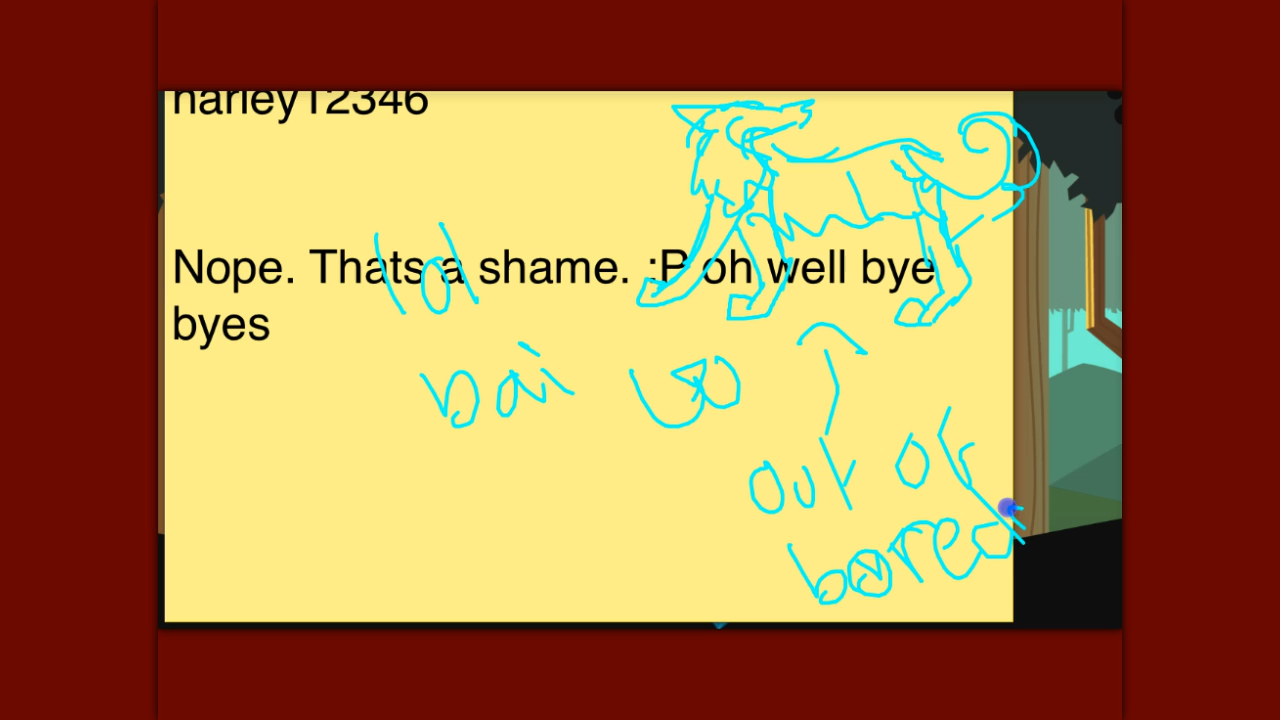 harley12346
Nope. Thats a shame. :P oh well bye
byes
lol
bai
out of
bored